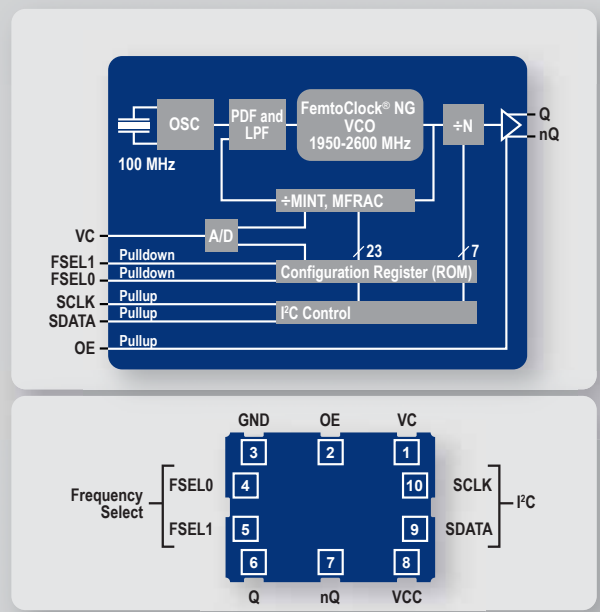 OSC
PDF and
LPF
FemtoClock® NG
VCO
1950-2600 MHz
÷N
Q
nQ
100 MHz
÷MINT, MFRAC
VC
A/D
FSEL1
Pulldown
FSEL0
Pulldown
23
7
Configuration Register (ROM)
SCLK
Pullup
SDATA
Pullup
I²C Control
OE
Pullup
GND
OE
VC
3
2
1
Frequency
Select
FSEL0
4
10
SCLK
I²C
FSEL1
5
9
SDATA
6
7
8
Q
nQ
VCC